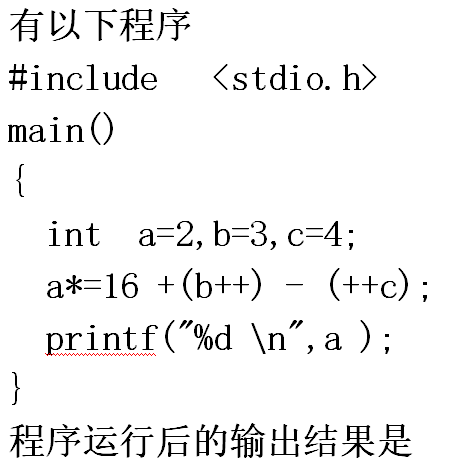 有以下程序
#include   <stdio.h>
main()
{
  int  a=2,b=3,c=4;
  a*=16 +(b++) - (++c);
  printf("%d \n",a );
}
程序运行后的输出结果是